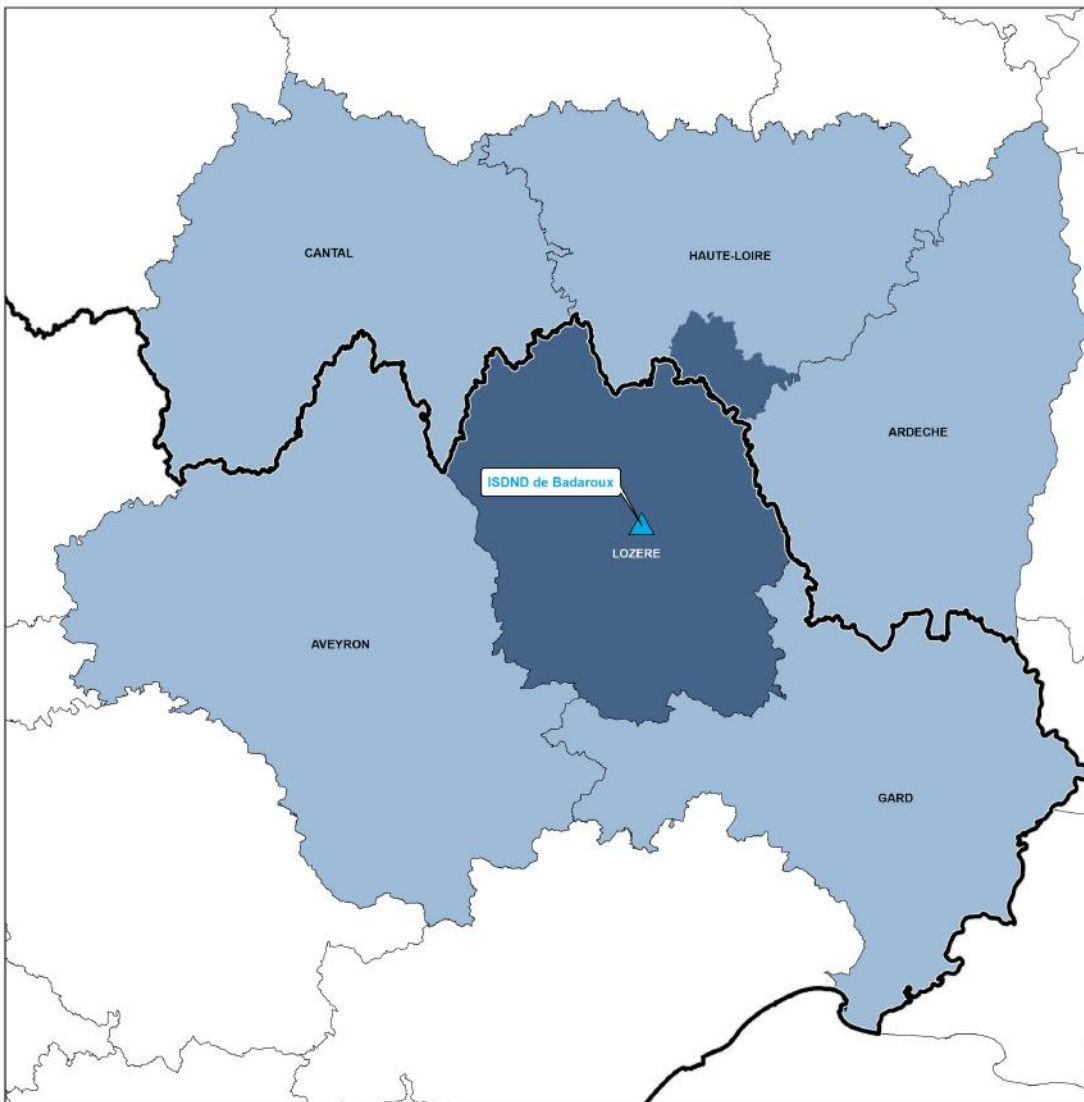 CANTAL
HAUTE-LOIRE
ARDECHE
ISDND de Badaroux
LOZERE
AVEYRON
GARD